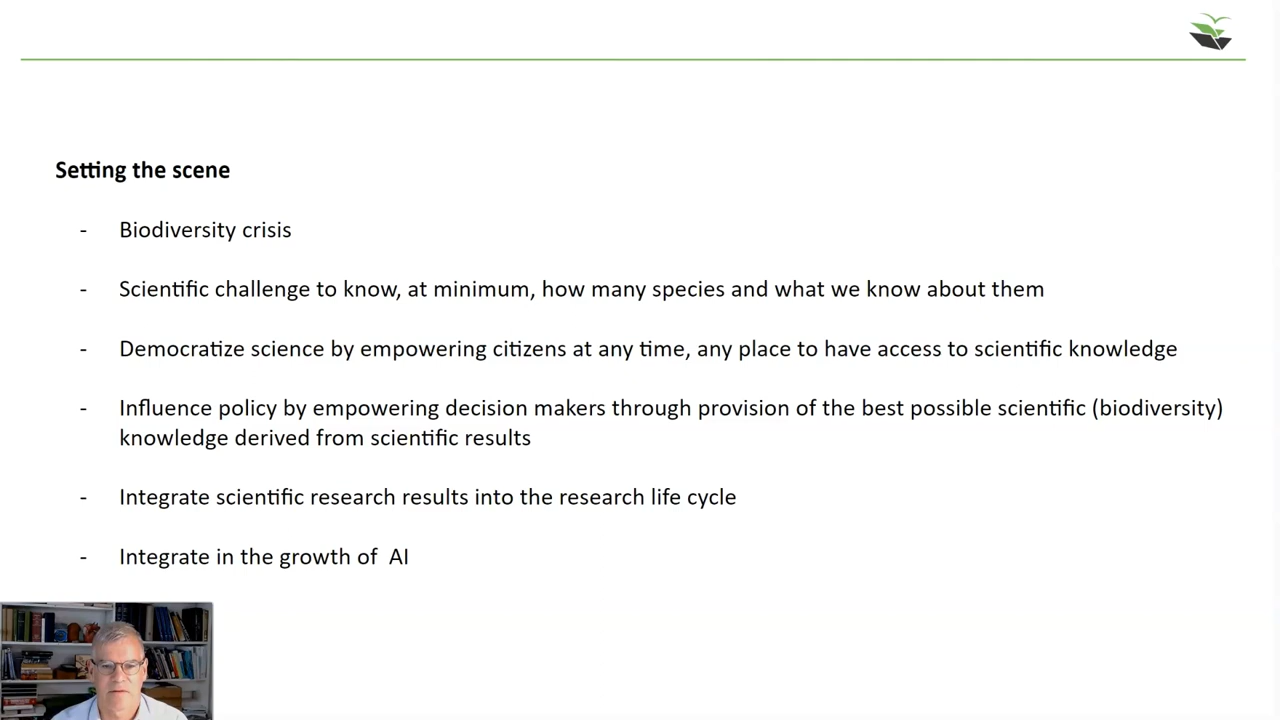 Setting the scene
- Biodiversity crisis
- Scientific challenge to know, at minimum, how many species and what we know about them
- Democratize science by empowering citizens at any time, any place to have access to scientific knowledge
- Influence policy by empowering decision makers through provision of the best possible scientific (biodiversity)
knowledge derived from scientific results
- Integrate scientific research results into the research life cycle
- Integrate in the growth of  AI